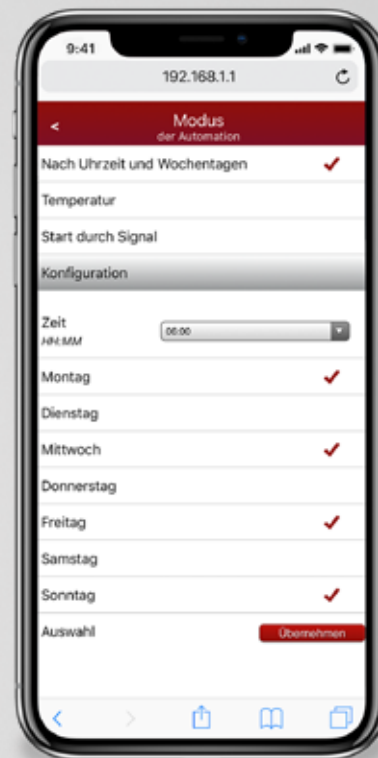 9:41
192.168.1.1
<
Modus
der Automation
Nach Uhrzeit und Wochentagen
Temperatur
Start durch Signal
Konfiguration
Zeit
HH:MM
06:00
Montag
Dienstag
Mittwoch
Donnerstag
Freitag
Samstag
Sonntag
Auswahl
Übernehmen